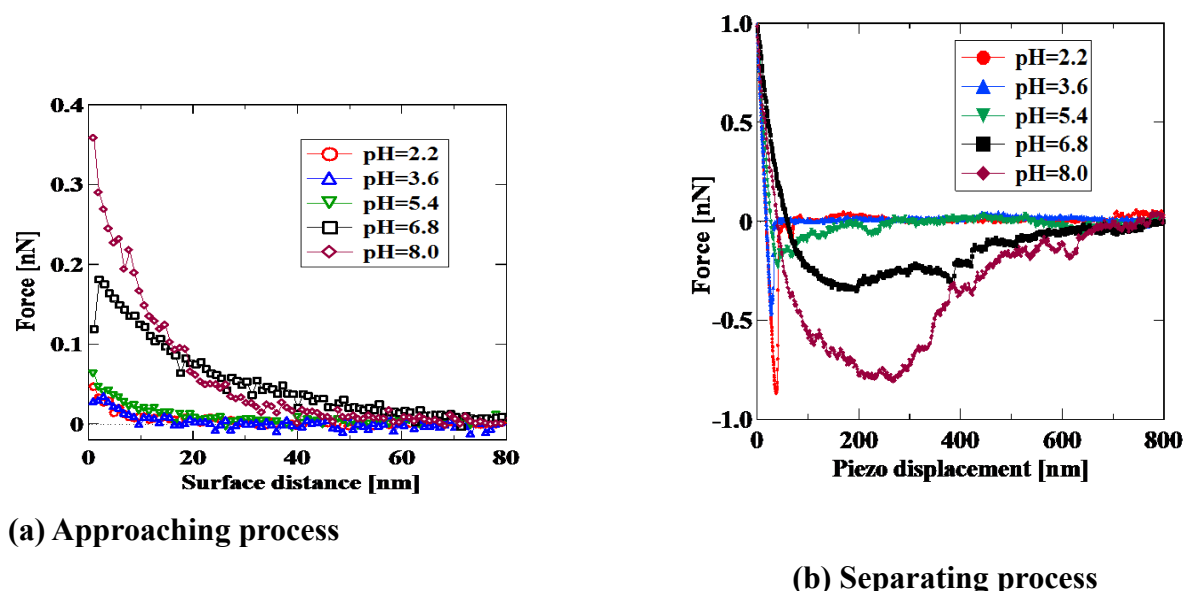 0.4
0.3
0.2
0.1
0
Force [nN]
pH=2.2
pH=3.6
pH=5.4
pH=6.8
pH=8.0
0 20 40 60 80
Surface distance [nm]
(a) Approaching process
1.0
0.5
0
-0.5
-1.0
Force [nN]
pH=2.2
pH=3.6
pH=5.4
pH=6.8
pH=8.0
0 200 400 600 800
Piezo displacement [nm]
(b) Separating process